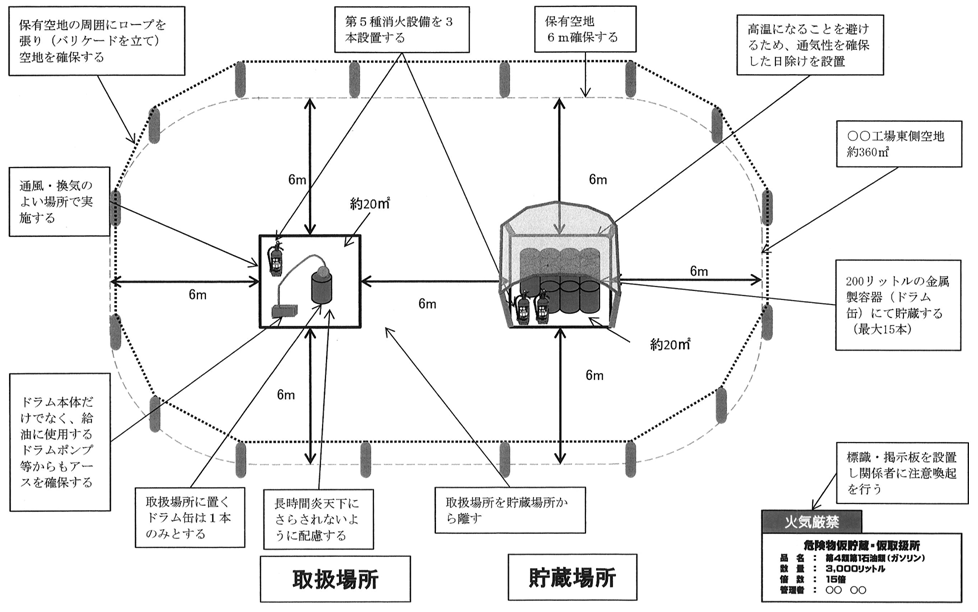 保有空地の周囲にロープを
張り（バリケードを立て）
空地を確保する
第５種消火設備を３
本設置する
保有空地
６ｍ確保する
高温になることを避け
るため、通気性を確保
した日除けを設置
〇〇工場東側空地
約360㎡
通風・換気の
よい場所で実
施する
6m
約20㎡
6m
6m
6m
6m
200リットルの金属
製容器（ドラム
缶）にて貯蔵する
（最大15本）
約20㎡
6m
6m
ドラム本体だ
けでなく、給
油に使用する
ドラムポンプ
等からもアー
スを確保する
取扱場所に置く
ドラム缶は１本
のみとする
長時間炎天下に
さらされないよ
うに配慮する
取扱場所を貯蔵場所か
ら離す
標識・掲示板を設置
し関係者に注意喚起
を行う
火気厳禁
危険物仮貯蔵・仮取扱所
品 名 ： 第4類第1石油類（ガソリン）
数 量 ： 3,000リットル
倍 数 ： 15倍
管理者 ： 〇〇 〇〇
取扱場所
貯蔵場所